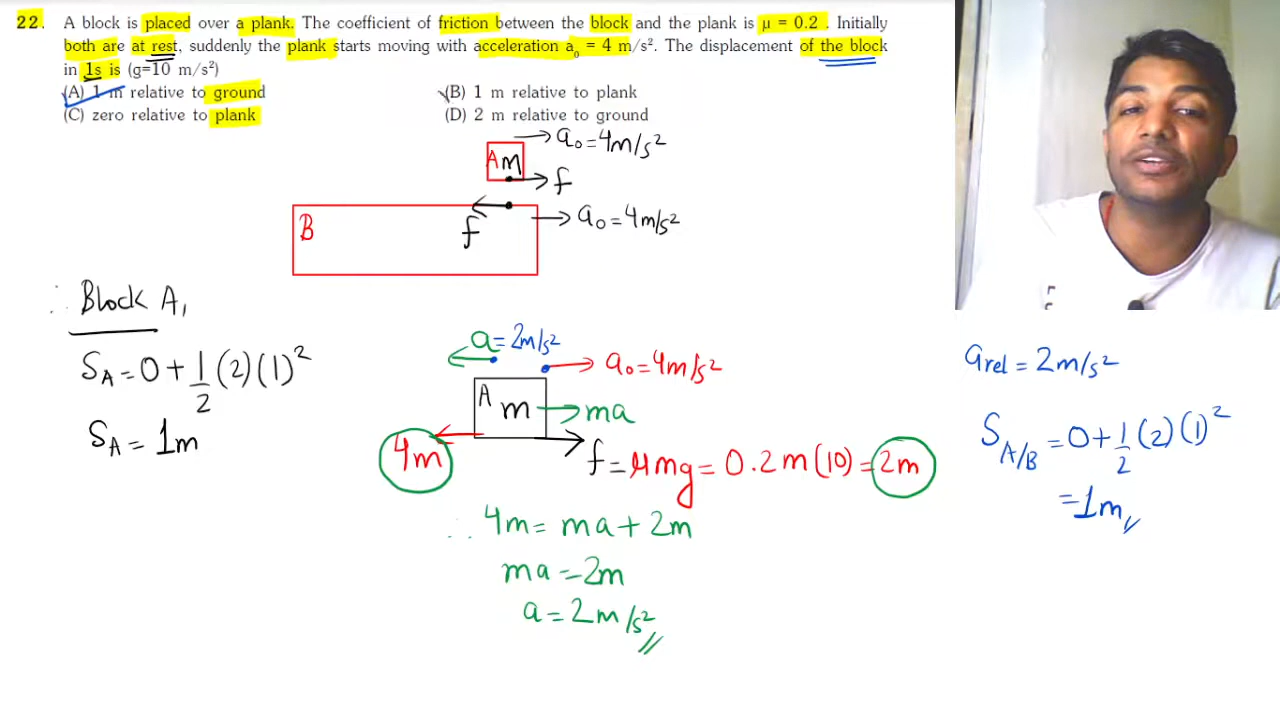 22. A block is placed over a plank. The coefficient of friction between the block and the plank is μ = 0.2 . Initially
both are at rest, suddenly the plank starts moving with acceleration a₀ = 4 m/s². The displacement of the block
in 1s is (g=10 m/s²)
(A) 1 m relative to ground
(B) 1 m relative to plank
(C) zero relative to plank
(D) 2 m relative to ground
a₀=4m/s²
A m
f
B
f
a₀=4m/s²
∴ Block A,
S_A=0+1/2(2)(1)²
S_A=1m
a=2m/s²
a₀=4m/s²
A m
ma
4m
f=μmg=0.2m(10)=2m
∴ 4m=ma+2m
ma=2m
a=2m/s²
a_rel=2m/s²
S_A/B=0+1/2(2)(1)²
=1m